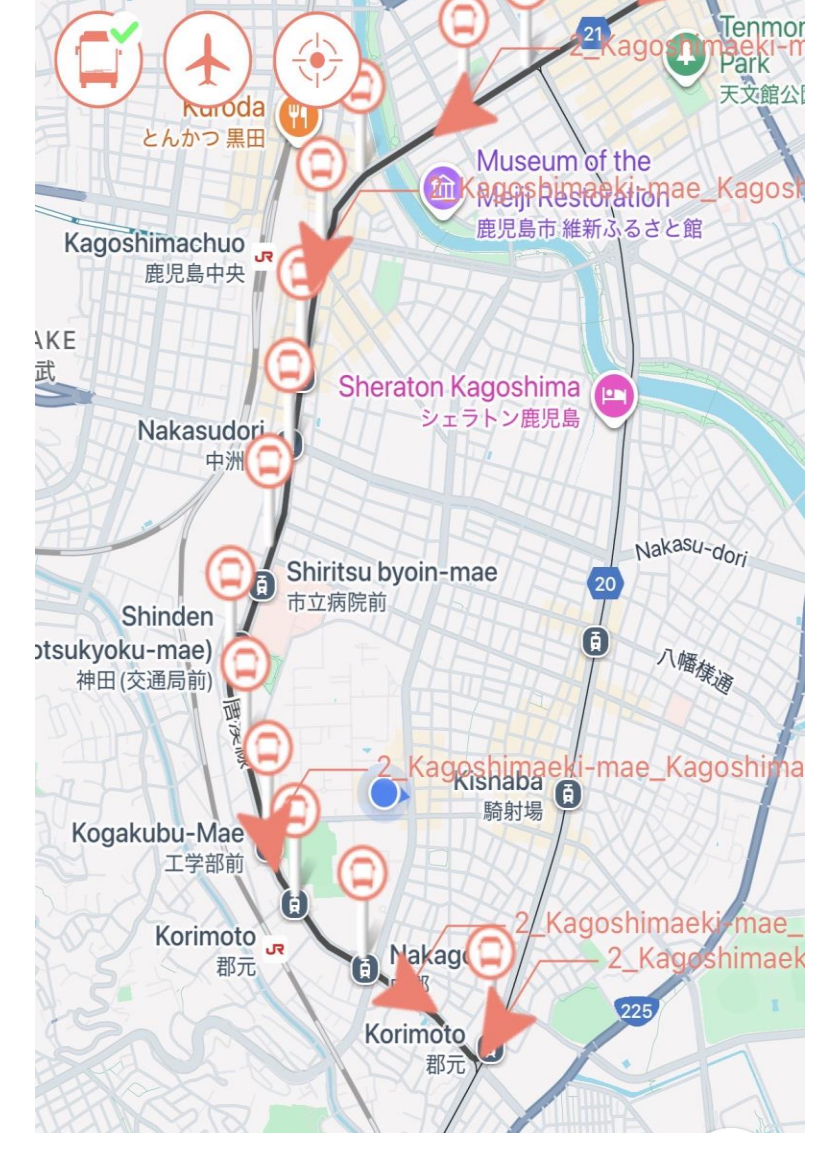 Tenmon
21
2_Kagoshimaeki-m
Park
天文館公園
Kuroda
とんかつ 黒田
Museum of the
_Kagoshimaeki-mae_Kagosh
Meiji Restoration
鹿児島市 維新ふるさと館
Kagoshimachuo
JR
鹿児島中央
AKE
武
Sheraton Kagoshima
シェラトン鹿児島
Nakasudori
中洲
Nakasu-dori
Shiritsu byoin-mae
市立病院前
20
Shinden
otsukyoku-mae)
神田(交通局前)
八幡様通
唐湊線
2_Kagoshimaeki-mae_Kagoshima
Kishaba
騎射場
Kogakubu-Mae
工学部前
2_Kagoshimaeki-mae_
Korimoto
JR
郡元
Nakago
2_Kagoshimaek
225
Korimoto
郡元